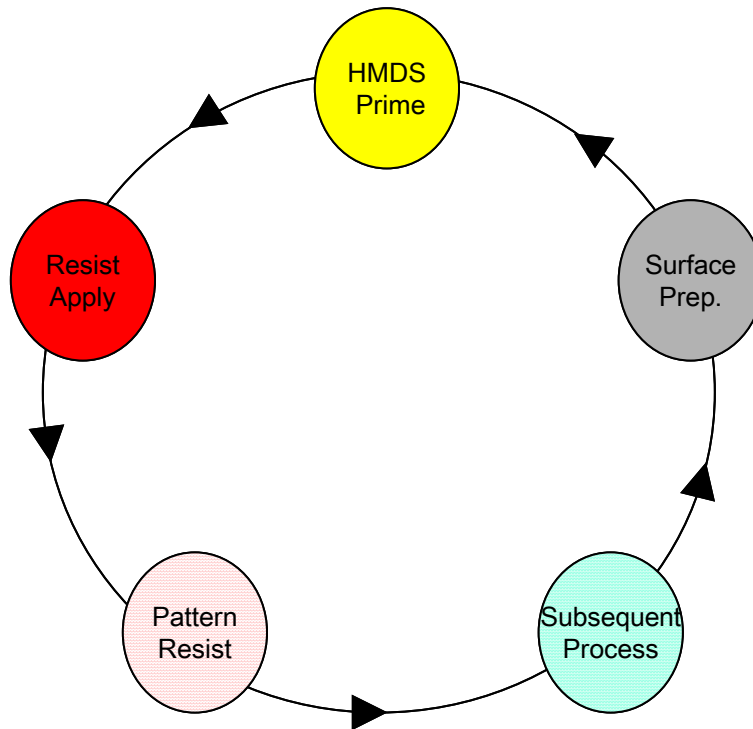 HMDS
Prime
Resist
Apply
Surface
Prep.
Pattern
Resist
Subsequent
Process